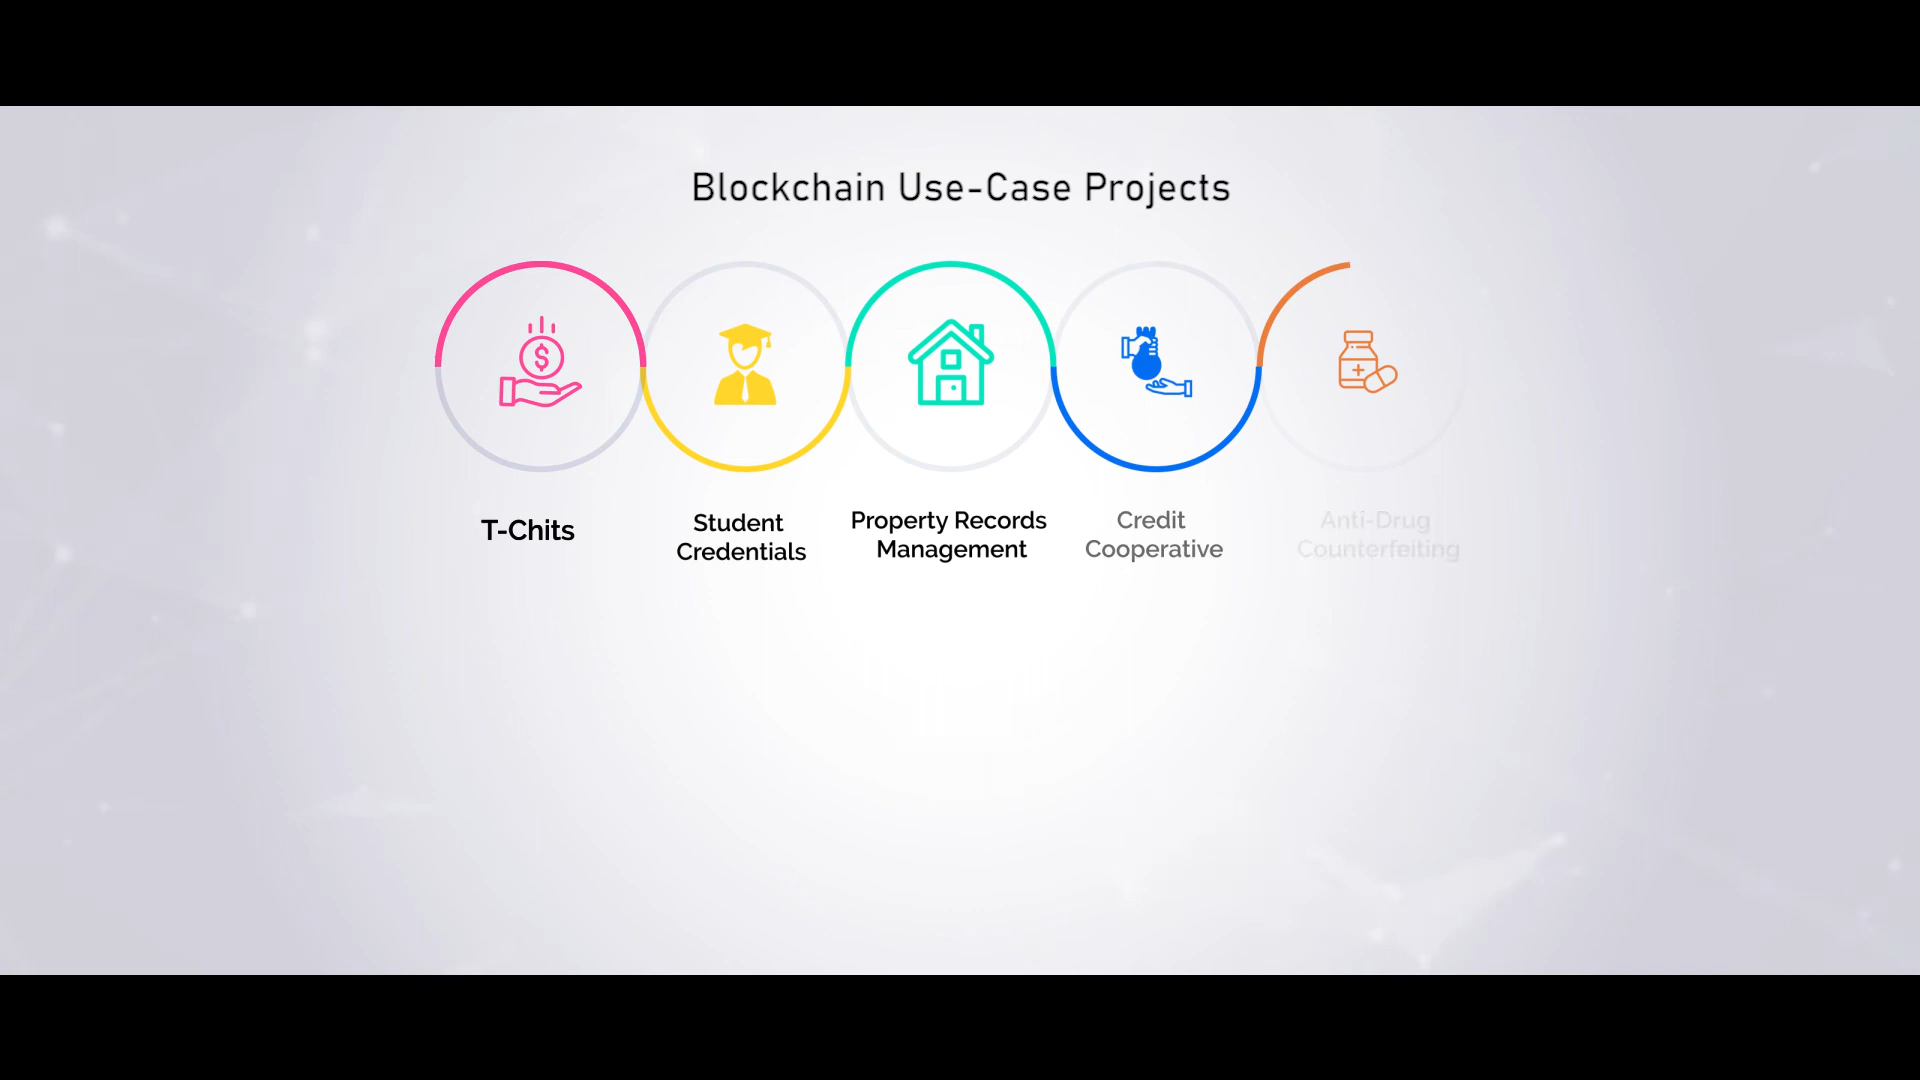 Blockchain Use-Case Projects
T-Chits
Student
Credentials
Property Records
Management
Credit
Cooperative
Anti-Drug
Counterfeiting